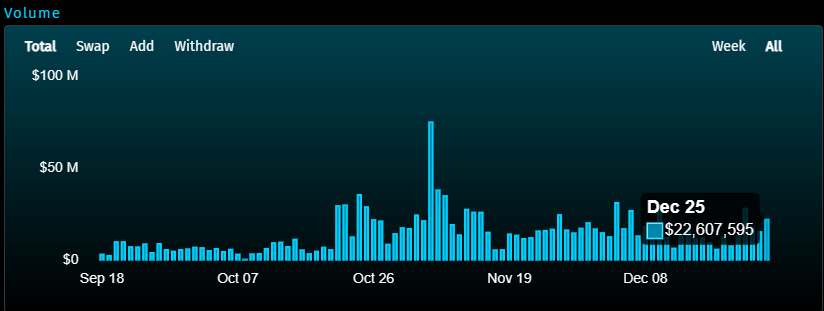 Volume
Total Swap Add Withdraw Week All
$100 M
$50 M
Dec 25
$22,607,595
$0
Sep 18 Oct 07 Oct 26 Nov 19 Dec 08